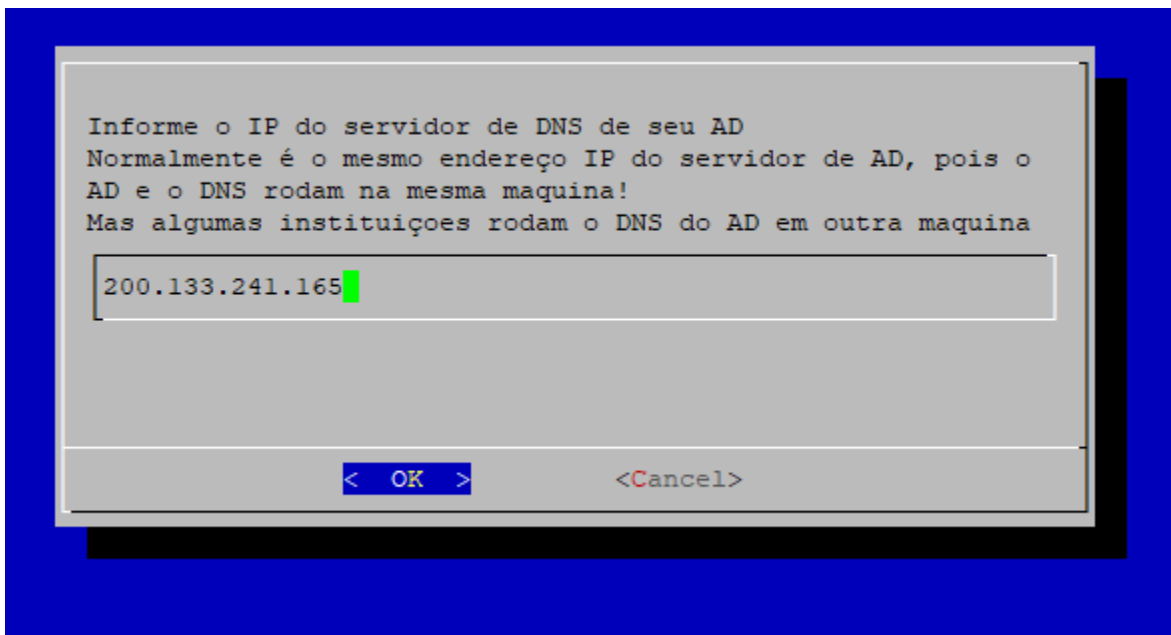 Informe o IP do servidor de DNS de seu AD
Normalmente é o mesmo endereço IP do servidor de AD, pois o
AD e o DNS rodam na mesma maquina!
Mas algumas instituiçoes rodam o DNS do AD em outra maquina
200.133.241.165
< OK > <Cancel>